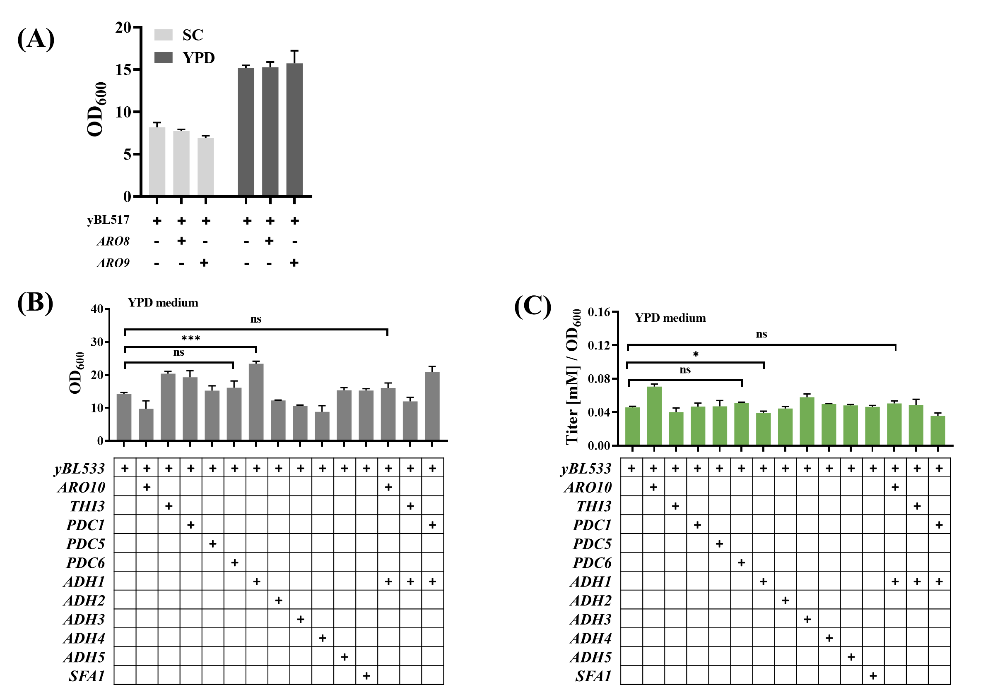 (A)
20
15
10
5
0
OD600
SC
YPD
yBL517 + + + + + +
ARO8 - + - - + -
ARO9 - - + - - +
(B)
YPD medium
40
30
20
10
0
OD600
ns
***
ns
yBL533 + + + + + + + + + + + + + + +
ARO10 + +
THI3 + +
PDC1 + +
PDC5 +
PDC6 +
ADH1 + + + +
ADH2 +
ADH3 +
ADH4 +
ADH5 +
SFA1 +
(C)
YPD medium
0.16
0.12
0.08
0.04
0.00
Titer [mM] / OD600
ns
*
ns
yBL533 + + + + + + + + + + + + + + +
ARO10 + +
THI3 + +
PDC1 + +
PDC5 +
PDC6 +
ADH1 + + + +
ADH2 +
ADH3 +
ADH4 +
ADH5 +
SFA1 +